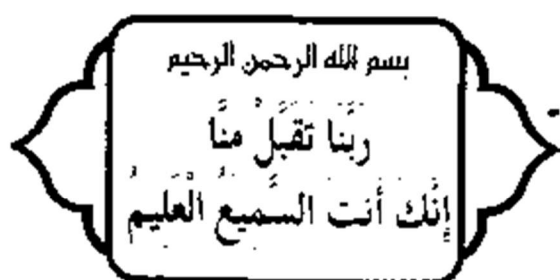 بسم الله الرحمن الرحيم
رَبَّنَا تَقَبَّلْ مِنَّا
إِنَّكَ أَنتَ السَّمِيعُ الْعَلِيمُ